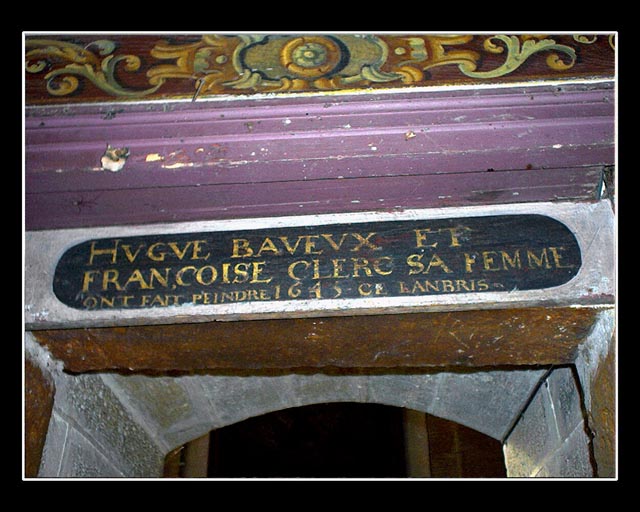 HVGVE BAVEVX ET
FRANCOISE CLERC SA FEMME
ONT FAIT PEINDRE 1645 CE LANBRIS